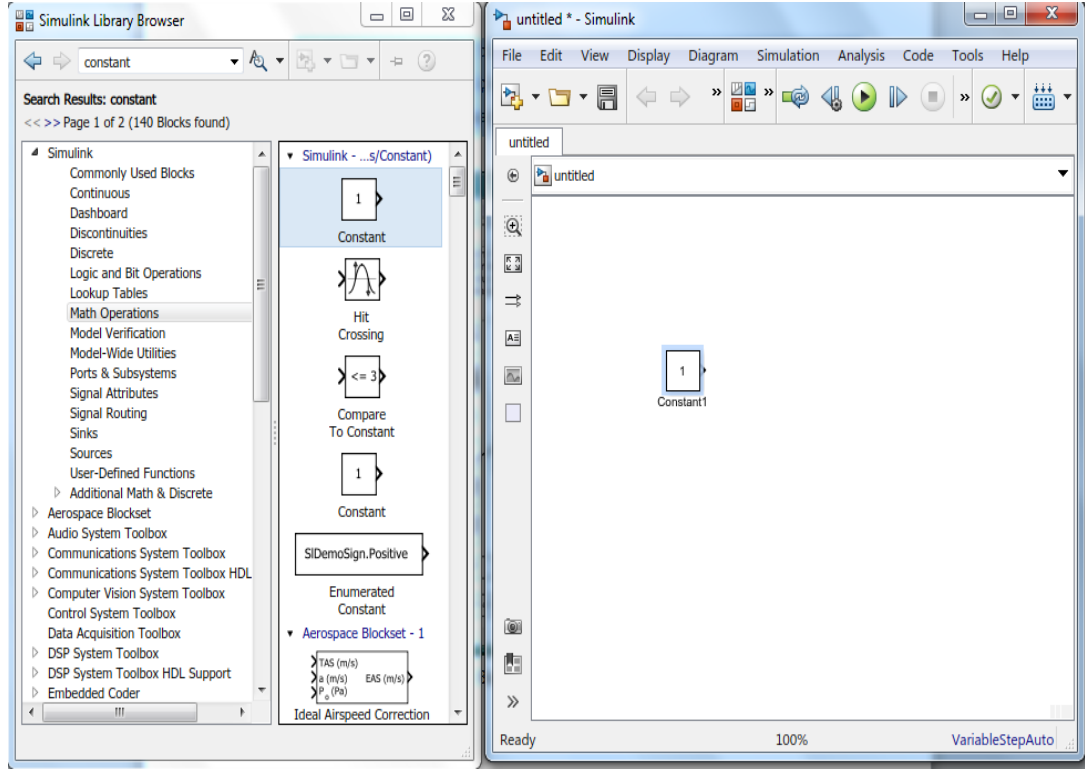 Simulink Library Browser
constant
Search Results: constant
<< >> Page 1 of 2 (140 Blocks found)
Simulink
Commonly Used Blocks
Continuous
Dashboard
Discontinuities
Discrete
Logic and Bit Operations
Lookup Tables
Math Operations
Model Verification
Model-Wide Utilities
Ports & Subsystems
Signal Attributes
Signal Routing
Sinks
Sources
User-Defined Functions
Additional Math & Discrete
Aerospace Blockset
Audio System Toolbox
Communications System Toolbox
Communications System Toolbox HDL
Computer Vision System Toolbox
Control System Toolbox
Data Acquisition Toolbox
DSP System Toolbox
DSP System Toolbox HDL Support
Embedded Coder
Simulink - ...s/Constant)
1
Constant
Hit
Crossing
<= 3
Compare
To Constant
1
Constant
SlDemoSign.Positive
Enumerated
Constant
Aerospace Blockset - 1
TAS (m/s)
a (m/s) EAS (m/s)
P₀ (Pa)
Ideal Airspeed Correction
untitled * - Simulink
File Edit View Display Diagram Simulation Analysis Code Tools Help
untitled
untitled
1
Constant1
Ready 100% VariableStepAuto